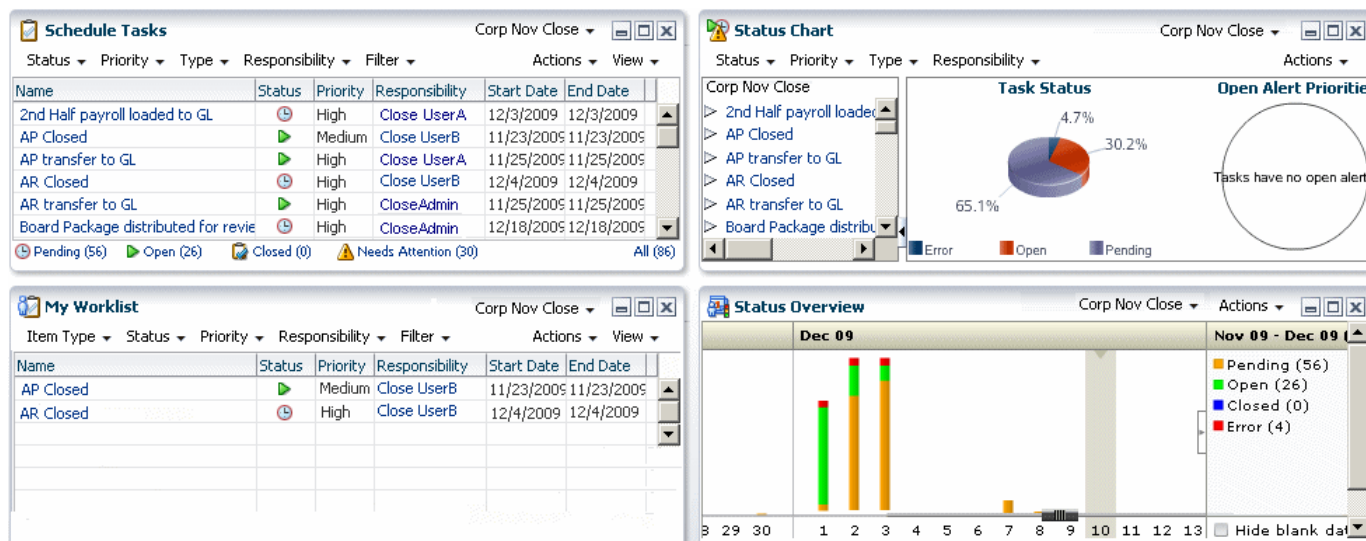 Schedule Tasks Corp Nov Close
Status Priority Type Responsibility Filter Actions View
Name Status Priority Responsibility Start Date End Date
2nd Half payroll loaded to GL High Close UserA 12/3/2009 12/3/2009
AP Closed Medium Close UserB 11/23/2009 11/23/2009
AP transfer to GL High Close UserA 11/25/2009 11/25/2009
AR Closed High Close UserB 12/4/2009 12/4/2009
AR transfer to GL High CloseAdmin 11/25/2009 11/25/2009
Board Package distributed for revie High CloseAdmin 12/18/2009 12/18/2009
Pending (56) Open (26) Closed (0) Needs Attention (30) All (86)
Status Chart Corp Nov Close
Status Priority Type Responsibility Actions
Corp Nov Close
2nd Half payroll loadec
AP Closed
AP transfer to GL
AR Closed
AR transfer to GL
Board Package distribu
Task Status
4.7%
30.2%
65.1%
Error Open Pending
Open Alert Prioritie
Tasks have no open alert
My Worklist Corp Nov Close
Item Type Status Priority Responsibility Filter Actions View
Name Status Priority Responsibility Start Date End Date
AP Closed Medium Close UserB 11/23/2009 11/23/2009
AR Closed High Close UserB 12/4/2009 12/4/2009
Status Overview Corp Nov Close Actions
Dec 09 Nov 09 - Dec 09 (
Pending (56)
Open (26)
Closed (0)
Error (4)
8 29 30 1 2 3 4 5 6 7 8 9 10 11 12 13 Hide blank dat